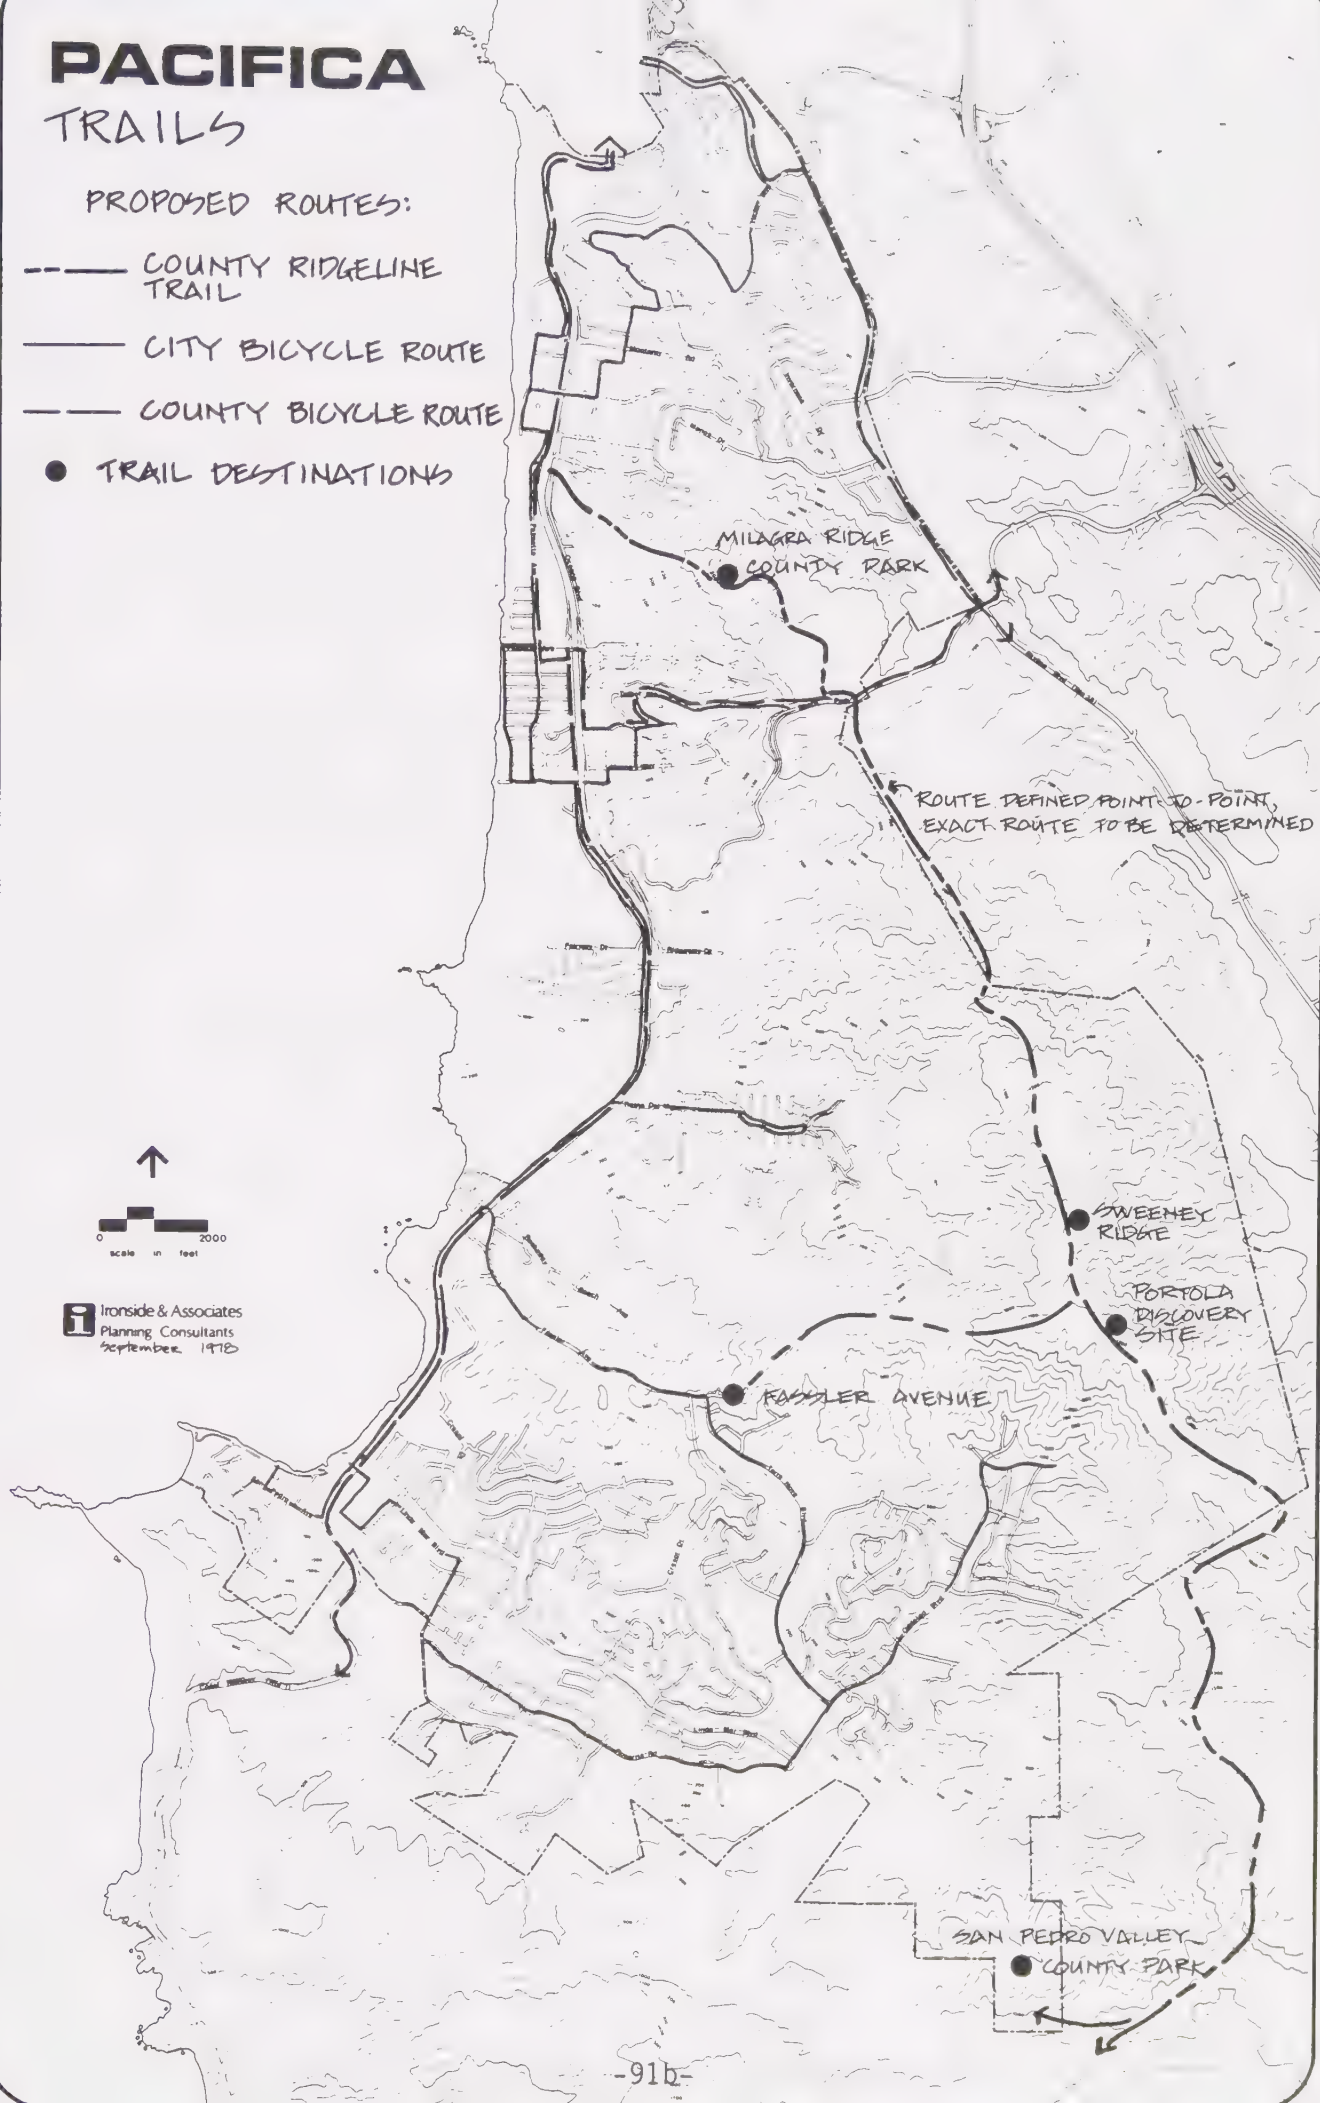 PACIFICA
TRAILS
PROPOSED ROUTES:
COUNTY RIDGELINE
TRAIL
CITY BICYCLE ROUTE
COUNTY BICYCLE ROUTE
TRAIL DESTINATIONS
MILAGRA RIDGE
COUNTY PARK
ROUTE DEFINED POINT-TO-POINT,
EXACT ROUTE TO BE DETERMINED
SWEENEY
RIDGE
PORTOLA
DISCOVERY
SITE
0 2000
scale in feet
i Ironside & Associates
Planning Consultants
September 1978
FASSLER AVENUE
SAN PEDRO VALLEY
COUNTY PARK
-91b-